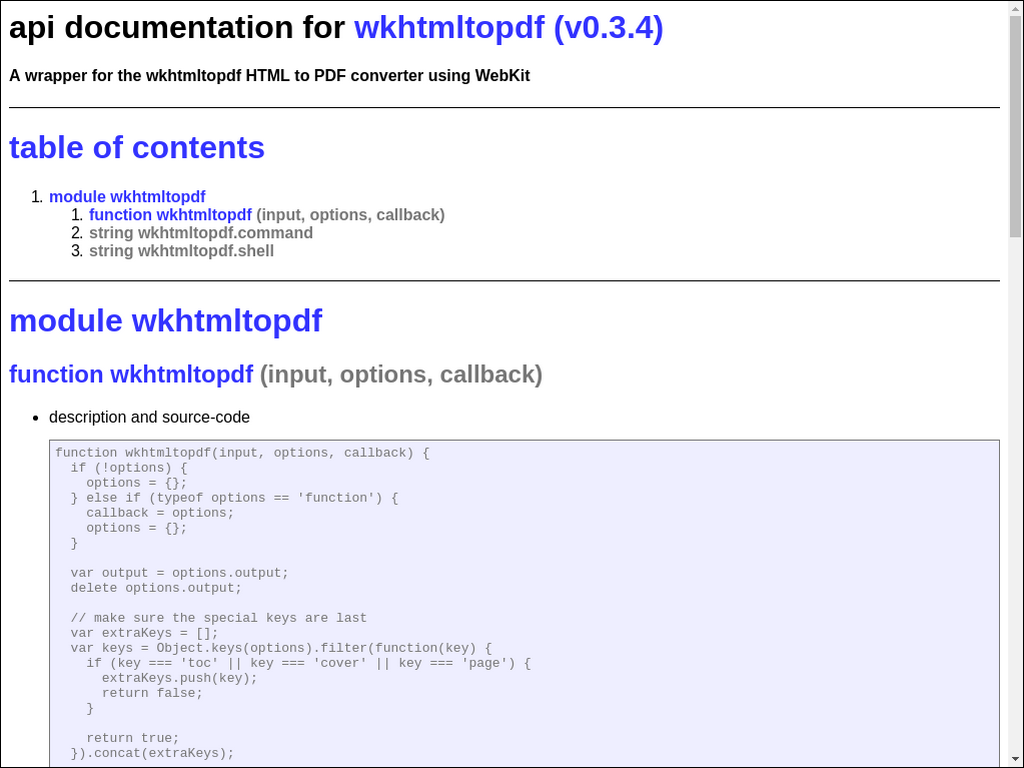 api documentation for wkhtmltopdf (v0.3.4)
A wrapper for the wkhtmltopdf HTML to PDF converter using WebKit
table of contents
1. module wkhtmltopdf
1. function wkhtmltopdf (input, options, callback)
2. string wkhtmltopdf.command
3. string wkhtmltopdf.shell
module wkhtmltopdf
function wkhtmltopdf (input, options, callback)
• description and source-code
function wkhtmltopdf(input, options, callback) {
  if (!options) {
    options = {};
  } else if (typeof options == 'function') {
    callback = options;
    options = {};
  }

  var output = options.output;
  delete options.output;

  // make sure the special keys are last
  var extraKeys = [];
  var keys = Object.keys(options).filter(function(key) {
    if (key === 'toc' || key === 'cover' || key === 'page') {
      extraKeys.push(key);
      return false;
    }

    return true;
  }).concat(extraKeys);